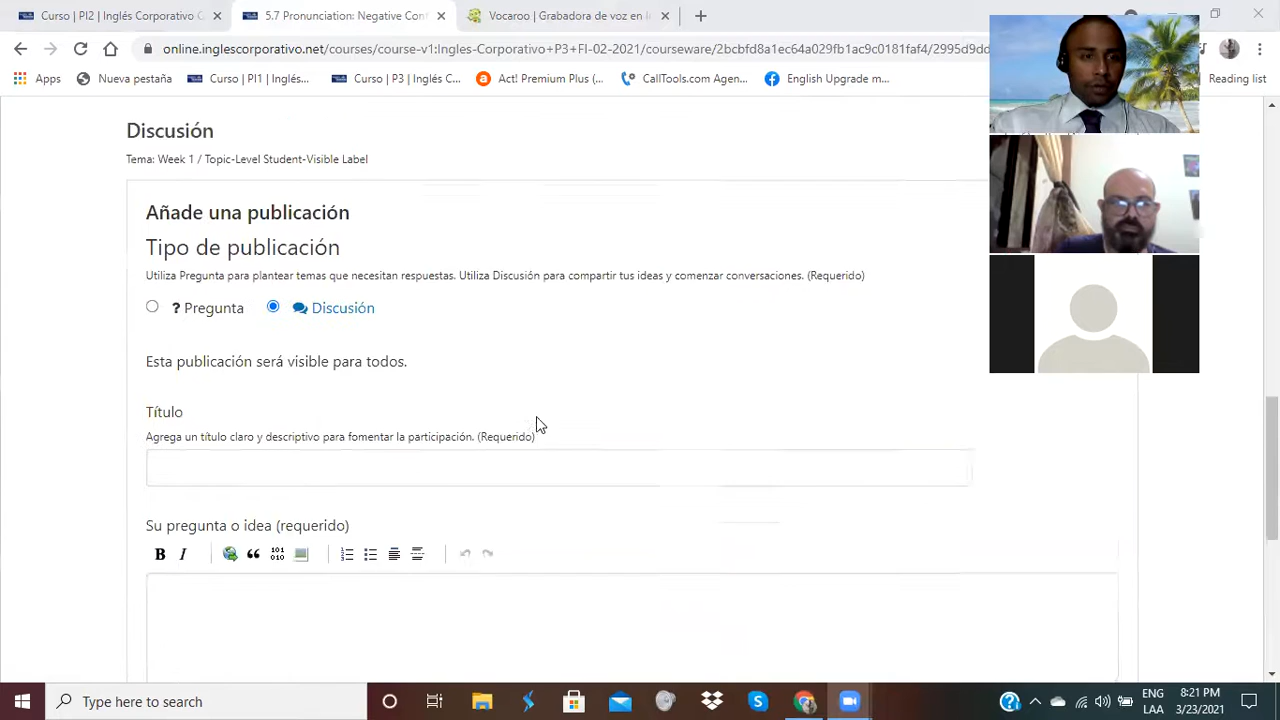 Curso | PI2 | Inglés Corporativo C
5.7 Pronunciation: Negative Con
Vocaroo | Grabadora de voz en l
online.inglescorporativo.net/courses/course-v1:Ingles-Corporativo+P3+FI-02-2021/courseware/2bcbfd8a1ec64a029fb1ac9c0181faf4/2995d9dd
Apps
Nueva pestaña
Curso | PI1 | Inglés...
Curso | P3 | Inglés C...
Act! Premium Plus (...
CallTools.com Agen...
English Upgrade m...
Reading list
Discusión
Tema: Week 1 / Topic-Level Student-Visible Label
Añade una publicación
Tipo de publicación
Utiliza Pregunta para plantear temas que necesitan respuestas. Utiliza Discusión para compartir tus ideas y comenzar conversaciones. (Requerido)
? Pregunta
Discusión
Esta publicación será visible para todos.
Título
Agrega un título claro y descriptivo para fomentar la participación. (Requerido)
Su pregunta o idea (requerido)
B I
Type here to search
ENG
LAA
8:21 PM
3/23/2021